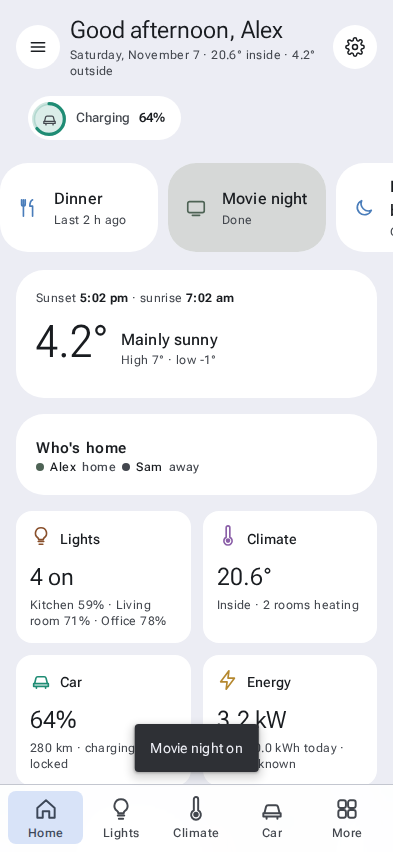 Good afternoon, Alex
Saturday, November 7 · 20.6° inside · 4.2°
outside
Charging 64%
Dinner
Last 2 h ago
Movie night
Done
Sunset 5:02 pm · sunrise 7:02 am
4.2°
Mainly sunny
High 7° · low -1°
Who's home
Alex home Sam away
Lights
4 on
Kitchen 59% · Living
room 71% · Office 78%
Climate
20.6°
Inside · 2 rooms heating
Car
64%
280 km · charging
locked
Energy
3.2 kW
kWh today ·
Movie night on
Home
Lights
Climate
Car
More